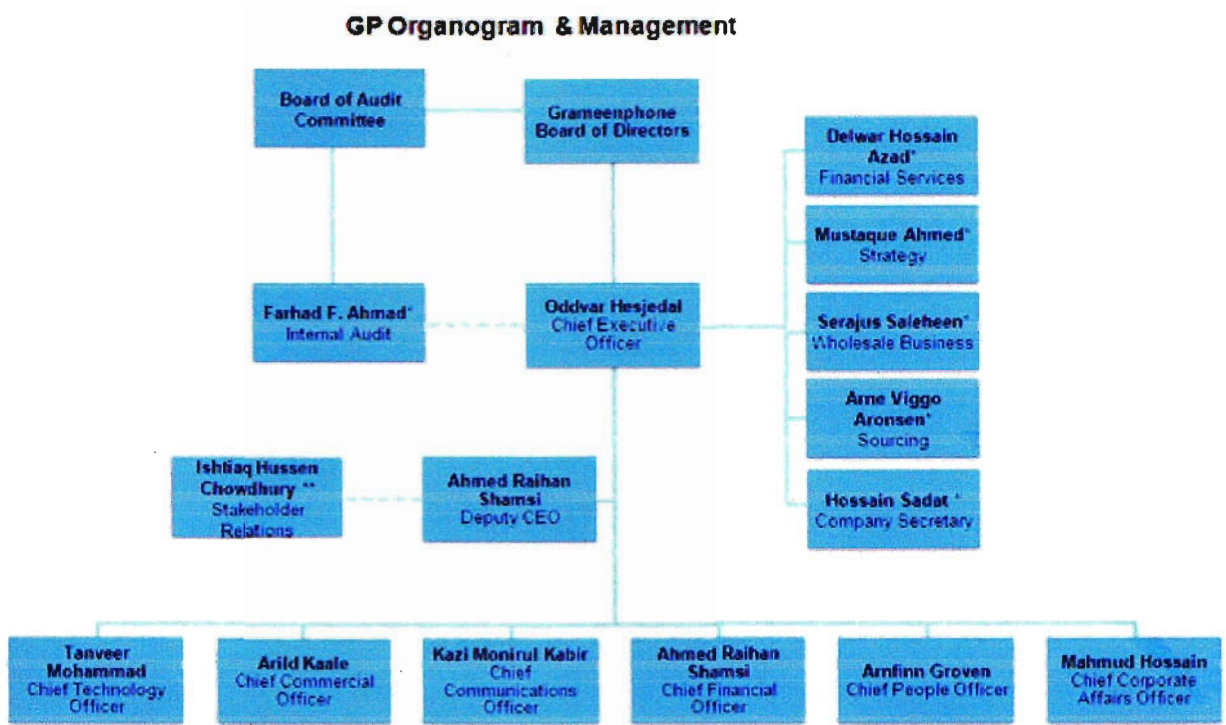 GP Organogram & Management
Board of Audit
Committee
Grameenphone
Board of Directors
Delwar Hossain
Azad*
Financial Services
Mustaque Ahmed*
Strategy
Farhad F. Ahmad*
Internal Audit
Oddvar Hesjedal
Chief Executive
Officer
Serajus Saleheen*
Wholesale Business
Arne Viggo
Aronsen*
Sourcing
Ishtiaq Hussen
Chowdhury **
Stakeholder
Relations
Ahmed Raihan
Shamsi
Deputy CEO
Hossain Sadat *
Company Secretary
Tanveer
Mohammad
Chief Technology
Officer
Arild Kaale
Chief Commercial
Officer
Kazi Monirul Kabir
Chief
Communications
Officer
Ahmed Raihan
Shamsi
Chief Financial
Officer
Arnfinn Groven
Chief People Officer
Mahmud Hossain
Chief Corporate
Affairs Officer